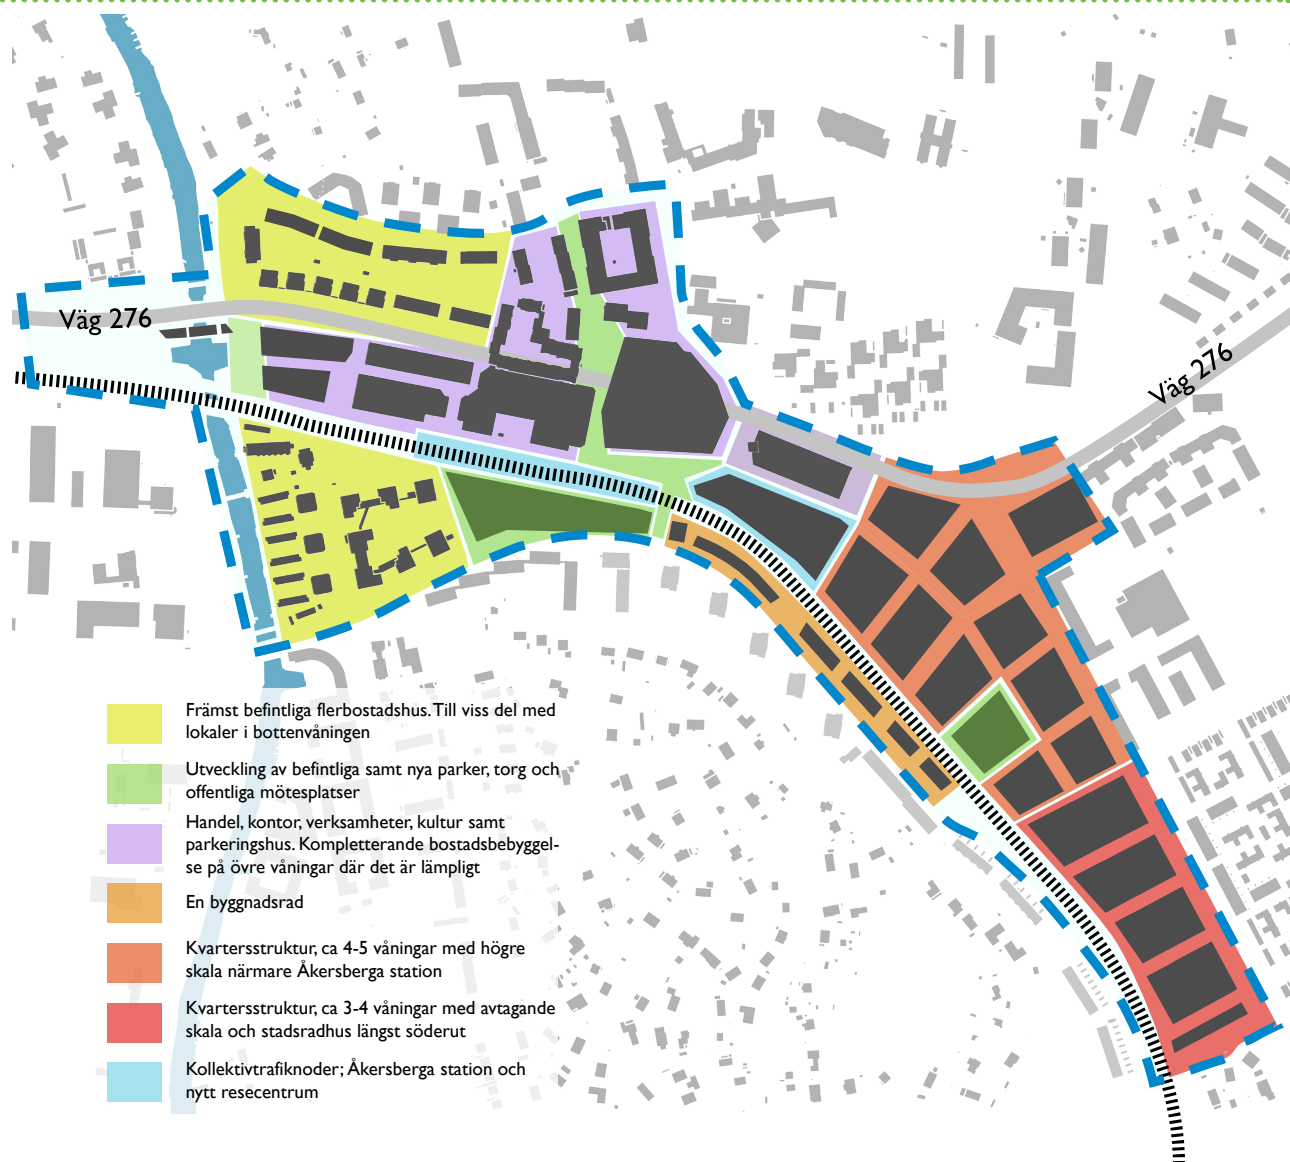 Väg 276
Väg 276
Främst befintliga flerbostadshus. Till viss del med
lokaler i bottenvåningen
Utveckling av befintliga samt nya parker, torg och
offentliga mötesplatser
Handel, kontor, verksamheter, kultur samt
parkeringshus. Kompletterande bostadsbebyggel-
se på övre våningar där det är lämpligt
En byggnadsrad
Kvartersstruktur, ca 4-5 våningar med högre
skala närmare Åkersberga station
Kvartersstruktur, ca 3-4 våningar med avtagande
skala och stadsradhus längst söderut
Kollektivtrafiknoder; Åkersberga station och
nytt resecentrum